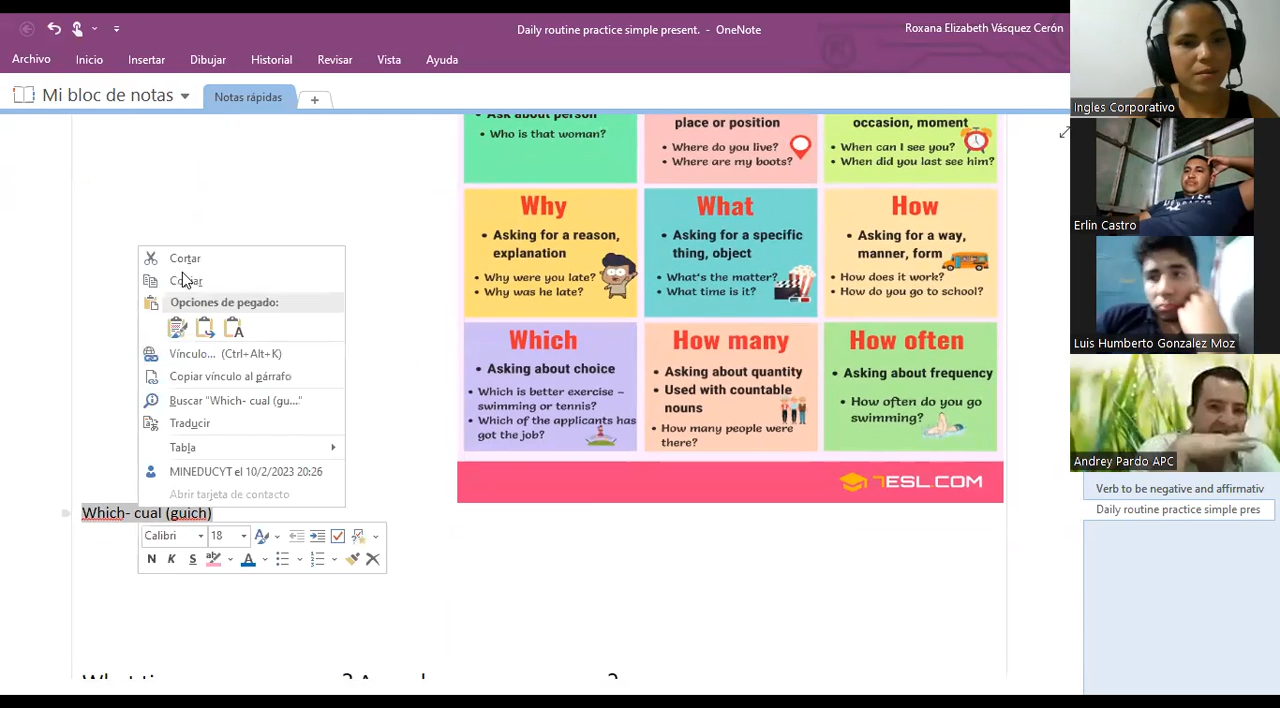 Daily routine practice simple present. - OneNote
Roxana Elizabeth Vásquez Cerón
Archivo Inicio Insertar Dibujar Historial Revisar Vista Ayuda
Mi bloc de notas
Notas rápidas
+
Ingles Corporativo
Erlin Castro
Luis Humberto Gonzalez Moz
Andrey Pardo APC
• Ask about person
• Who is that woman?
place or position
• Where do you live?
• Where are my boots?
occasion, moment
• When can I see you?
• When did you last see him?
Why
• Asking for a reason,
explanation
• Why were you late?
• Why was he late?
What
• Asking for a specific
thing, object
• What's the matter?
• What time is it?
How
• Asking for a way,
manner, form
• How does it work?
• How do you go to school?
Which
• Asking about choice
• Which is better exercise –
swimming or tennis?
• Which of the applicants has
got the job?
How many
• Asking about quantity
• Used with countable
nouns
• How many people were
there?
How often
• Asking about frequency
• How often do you go
swimming?
7ESL.COM
Cortar
Copiar
Opciones de pegado:
Vínculo... (Ctrl+Alt+K)
Copiar vínculo al párrafo
Buscar "Which- cual (gu..."
Traducir
Tabla
MINEDUCYT el 10/2/2023 20:26
Abrir tarjeta de contacto
Which- cual (guich)
Calibri 18
N K S ab A
Verb to be negative and affirmativ
Daily routine practice simple pres